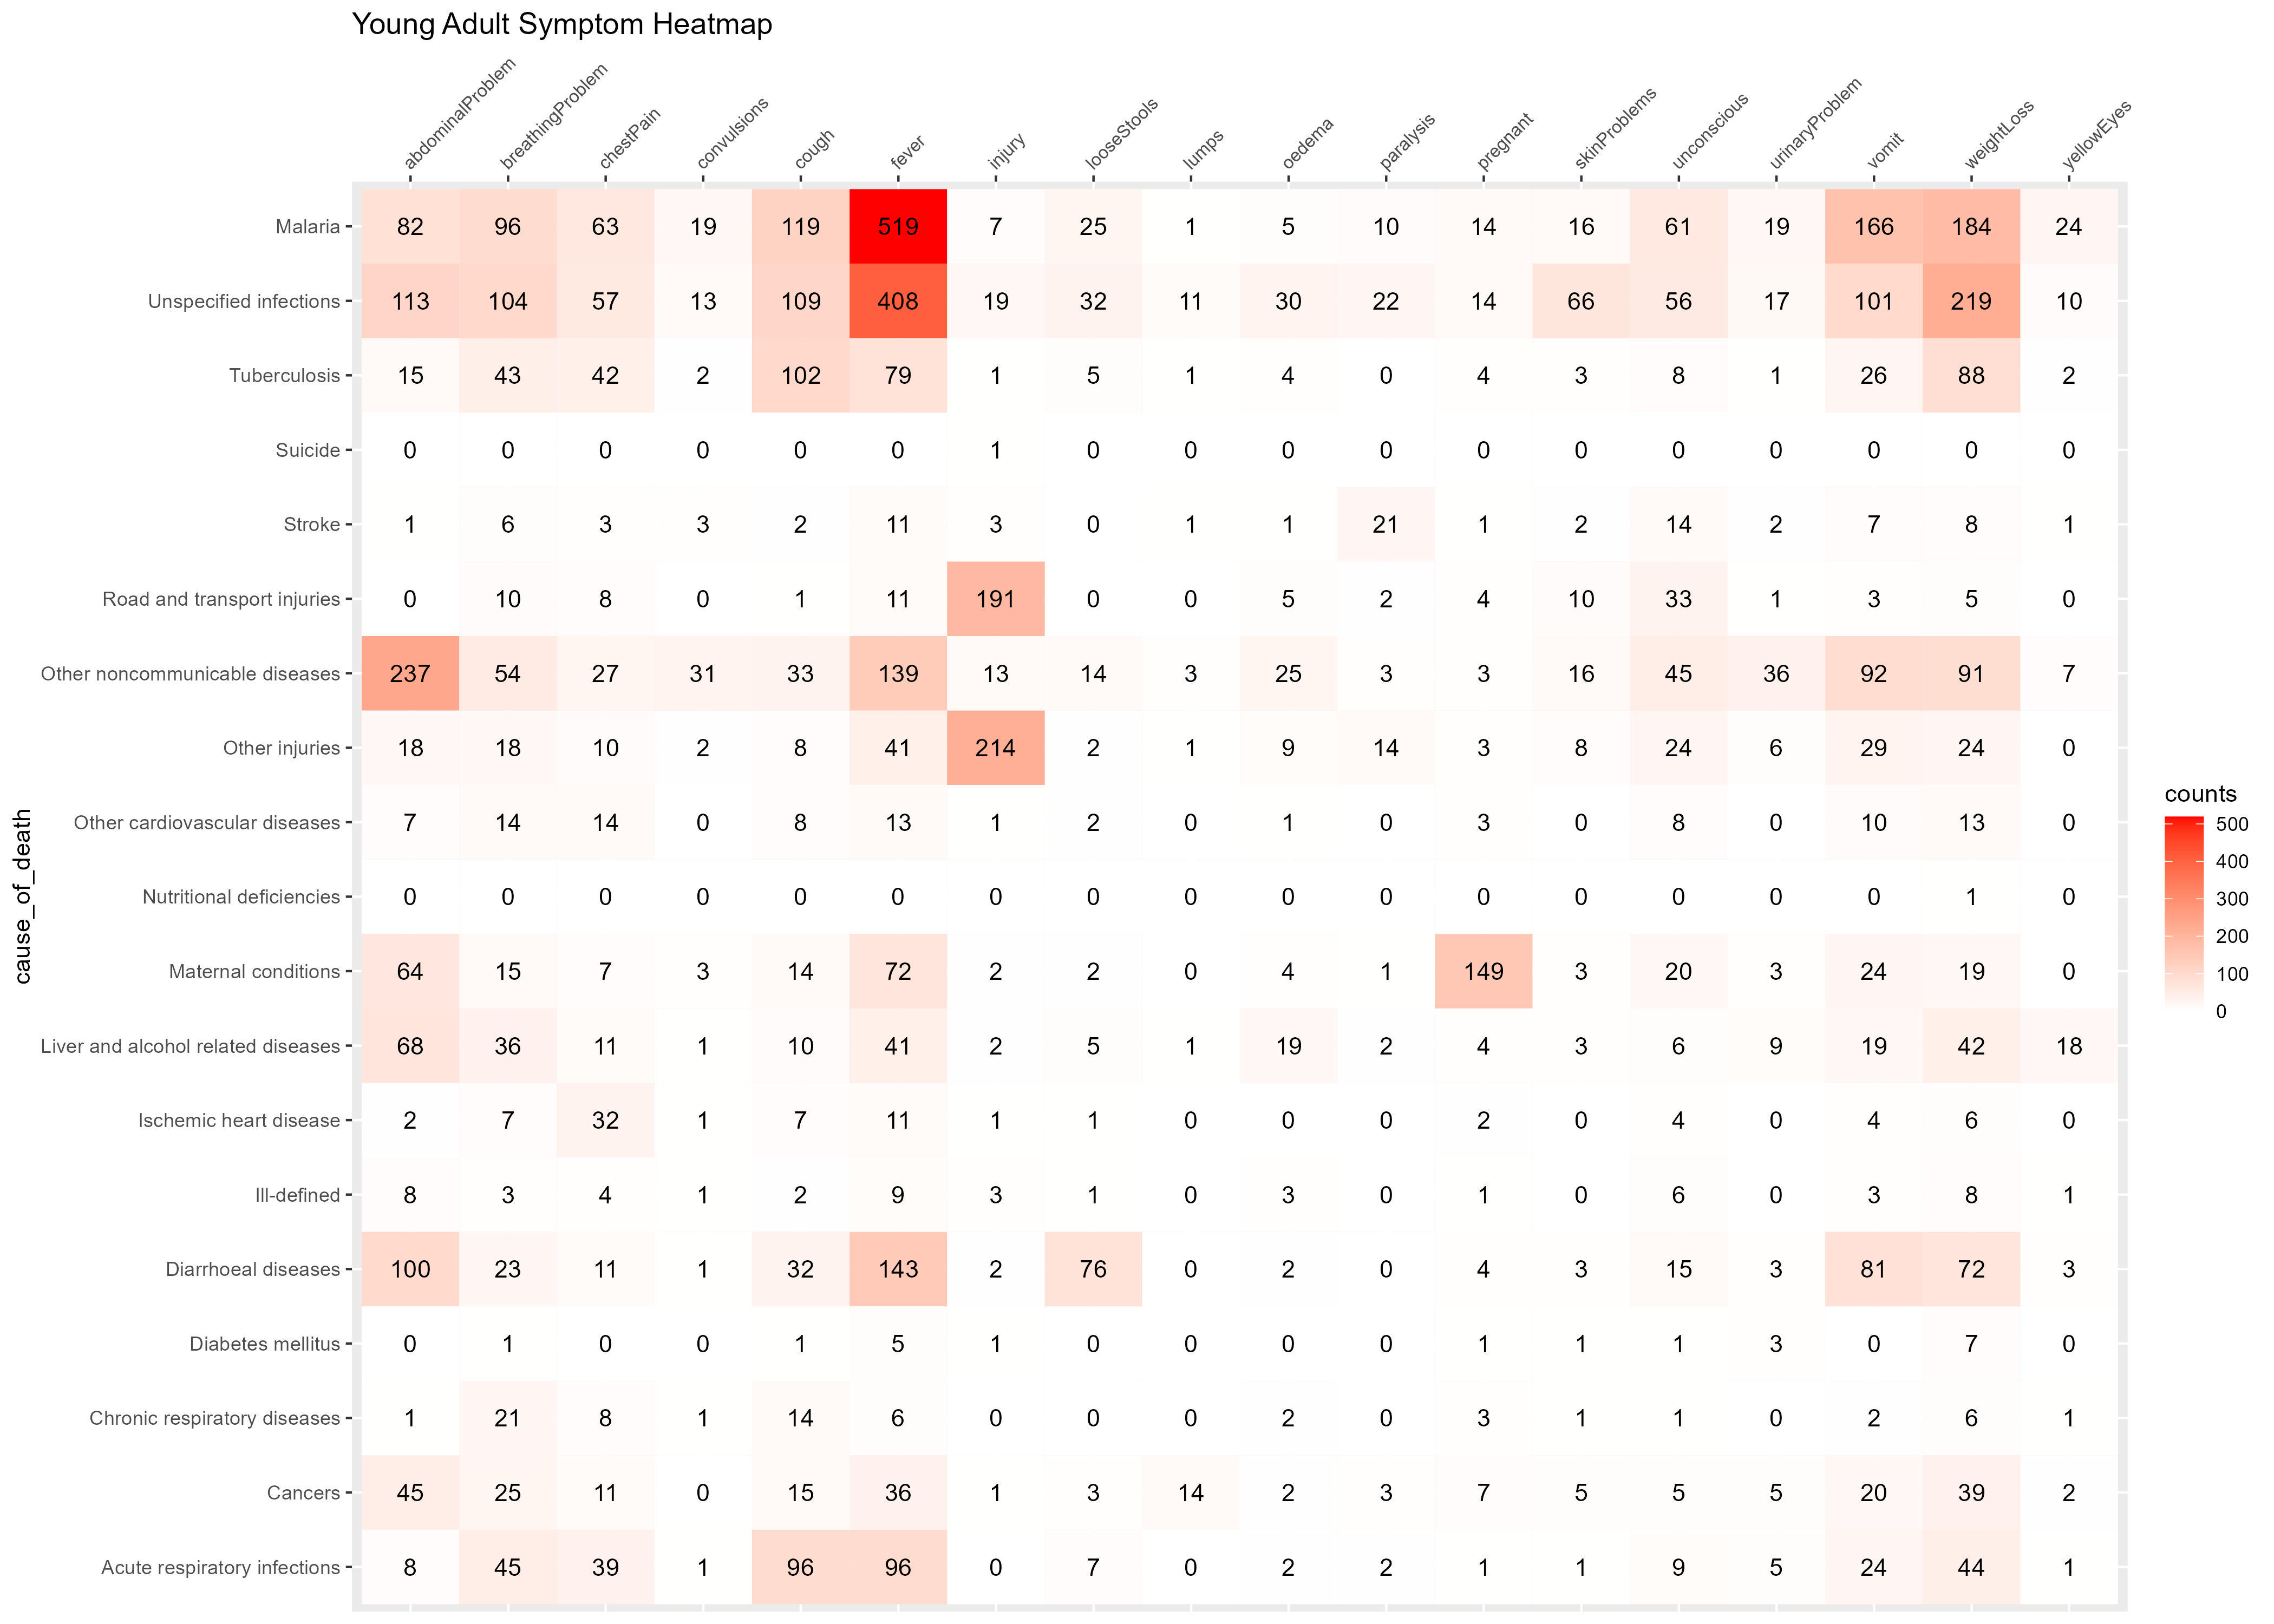 Young Adult Symptom Heatmap
abdominalProblem breathingProblem chestPain convulsions cough fever injury looseStools lumps oedema paralysis pregnant skinProblems unconscious urinaryProblem vomit weightLoss yellowEyes
Malaria 82 96 63 19 119 519 7 25 1 5 10 14 16 61 19 166 184 24
Unspecified infections 113 104 57 13 109 408 19 32 11 30 22 14 66 56 17 101 219 10
Tuberculosis 15 43 42 2 102 79 1 5 1 4 0 4 3 8 1 26 88 2
Suicide 0 0 0 0 0 0 1 0 0 0 0 0 0 0 0 0 0 0
Stroke 1 6 3 3 2 11 3 0 1 1 21 1 2 14 2 7 8 1
Road and transport injuries 0 10 8 0 1 11 191 0 0 5 2 4 10 33 1 3 5 0
Other noncommunicable diseases 237 54 27 31 33 139 13 14 3 25 3 3 16 45 36 92 91 7
Other injuries 18 18 10 2 8 41 214 2 1 9 14 3 8 24 6 29 24 0
Other cardiovascular diseases 7 14 14 0 8 13 1 2 0 1 0 3 0 8 0 10 13 0
Nutritional deficiencies 0 0 0 0 0 0 0 0 0 0 0 0 0 0 0 0 1 0
Maternal conditions 64 15 7 3 14 72 2 2 0 4 1 149 3 20 3 24 19 0
Liver and alcohol related diseases 68 36 11 1 10 41 2 5 1 19 2 4 3 6 9 19 42 18
Ischemic heart disease 2 7 32 1 7 11 1 1 0 0 0 2 0 4 0 4 6 0
Ill-defined 8 3 4 1 2 9 3 1 0 3 0 1 0 6 0 3 8 1
Diarrhoeal diseases 100 23 11 1 32 143 2 76 0 2 0 4 3 15 3 81 72 3
Diabetes mellitus 0 1 0 0 1 5 1 0 0 0 0 1 1 1 3 0 7 0
Chronic respiratory diseases 1 21 8 1 14 6 0 0 0 2 0 3 1 1 0 2 6 1
Cancers 45 25 11 0 15 36 1 3 14 2 3 7 5 5 5 20 39 2
Acute respiratory infections 8 45 39 1 96 96 0 7 0 2 2 1 1 9 5 24 44 1
cause_of_death
counts
500
400
300
200
100
0